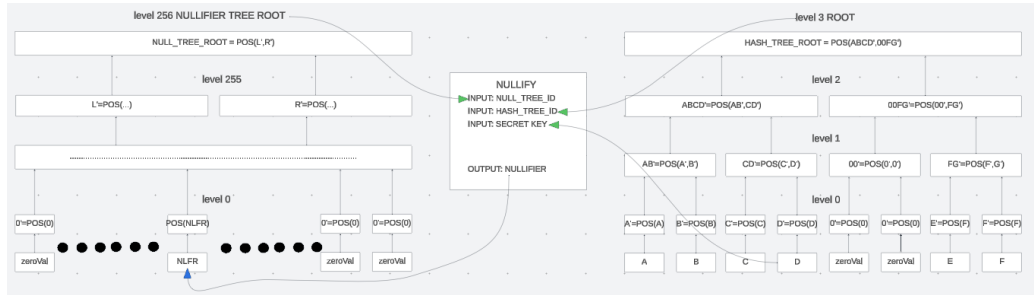 level 256 NULLIFIER TREE ROOT
NULL_TREE_ROOT = POS(L',R')
level 255
L'=POS(...)
R'=POS(...)
level 0
0'=POS(0)
POS(NLFR)
0'=POS(0)
0'=POS(0)
zeroVal
NLFR
zeroVal
zeroVal
NULLIFY
INPUT: NULL_TREE_ID
INPUT: HASH_TREE_ID
INPUT: SECRET KEY
OUTPUT: NULLIFIER
level 3 ROOT
HASH_TREE_ROOT = POS(ABCD',00FG')
level 2
ABCD'=POS(AB',CD')
00FG'=POS(00',FG')
level 1
AB'=POS(A',B')
CD'=POS(C',D')
00'=POS(0',0')
FG'=POS(F',G')
level 0
A'=POS(A)
B'=POS(B)
C'=POS(C)
D'=POS(D)
0'=POS(0)
0'=POS(0)
E'=POS(F)
F'=POS(F)
A
B
C
D
zeroVal
zeroVal
E
F